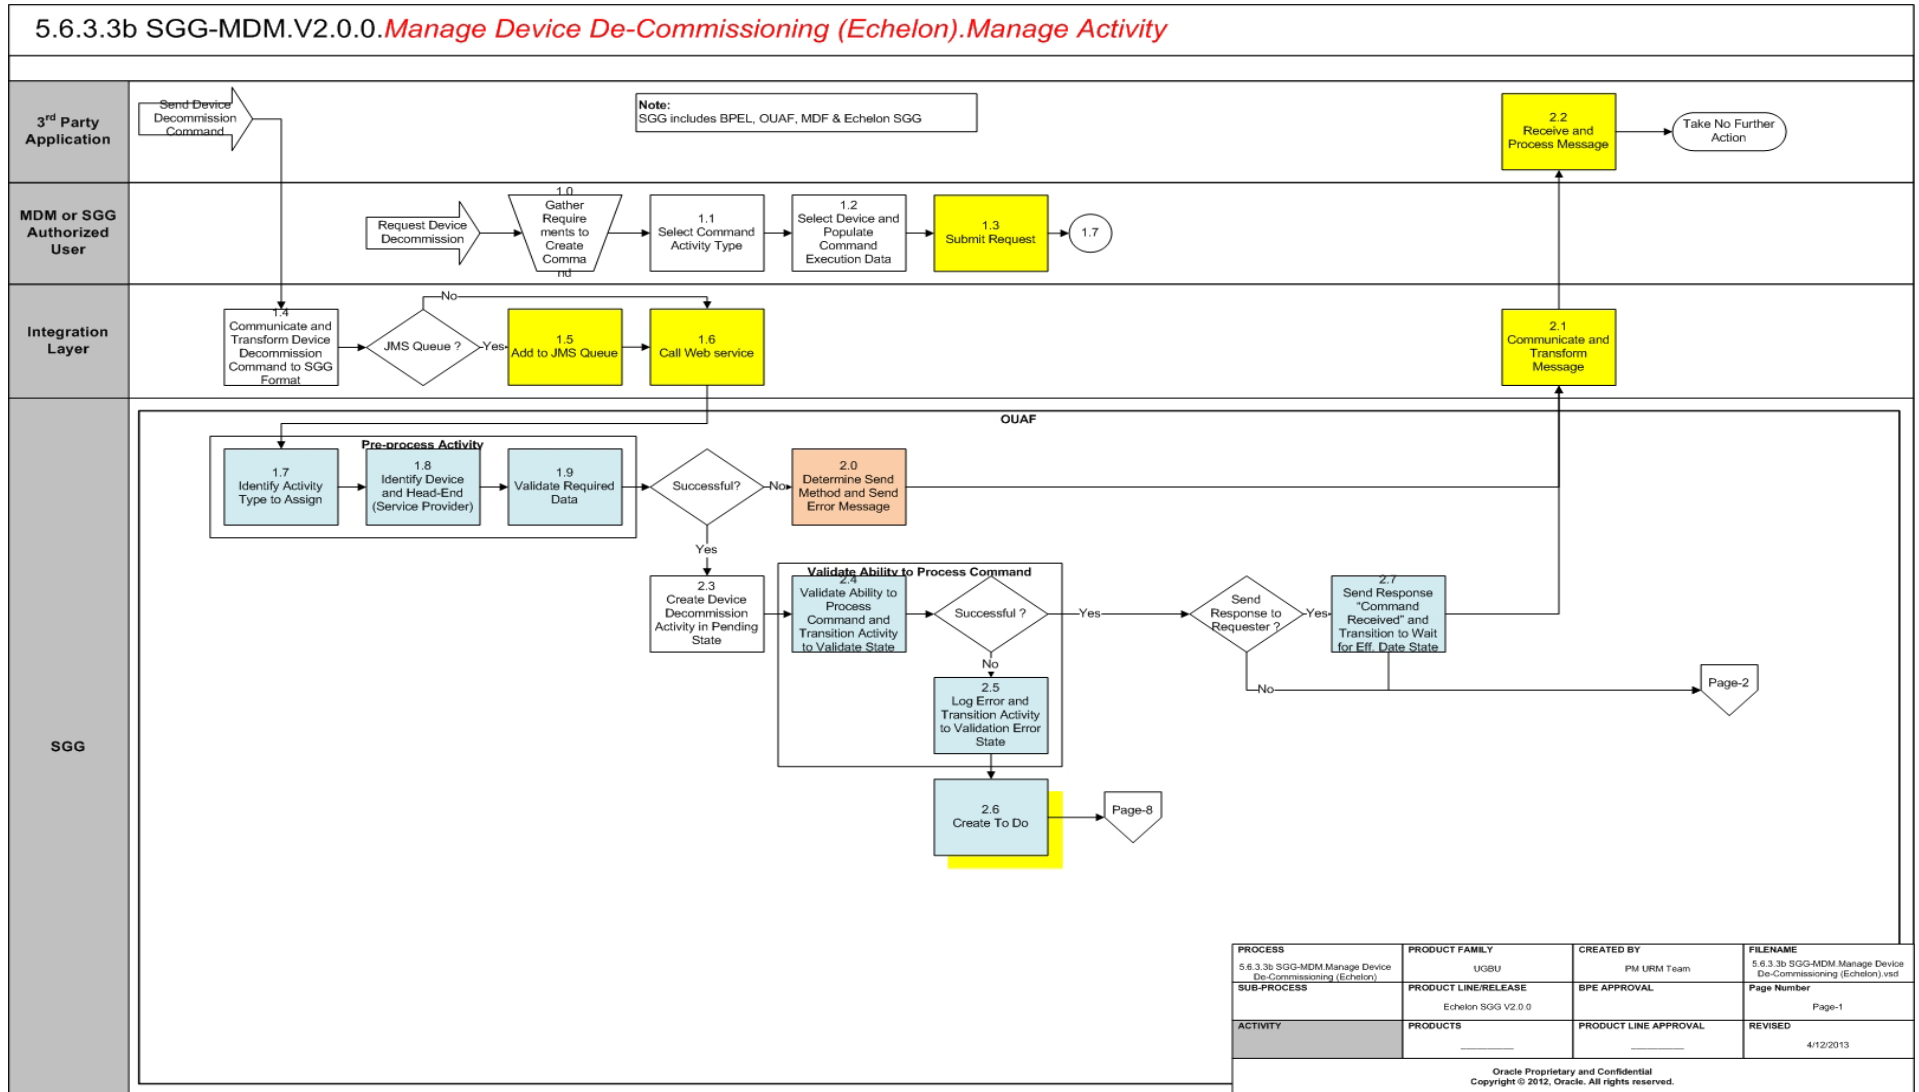 5.6.3.3b SGG-MDM.V2.0.0.Manage Device De-Commissioning (Echelon).Manage Activity
3rd Party
Application
Send Device
Decommission
Command
Note:
SGG includes BPEL, OUAF, MDF & Echelon SGG
2.2
Receive and
Process Message
Take No Further
Action
MDM or SGG
Authorized
User
Request Device
Decommission
1.0
Gather
Require
ments to
Create
Comma
nd
1.1
Select Command
Activity Type
1.2
Select Device and
Populate
Command
Execution Data
1.3
Submit Request
1.7
Integration
Layer
1.4
Communicate and
Transform Device
Decommission
Command to SGG
Format
JMS Queue ?
No
Yes
1.5
Add to JMS Queue
1.6
Call Web service
2.1
Communicate and
Transform
Message
SGG
OUAF
Pre-process Activity
1.7
Identify Activity
Type to Assign
1.8
Identify Device
and Head-End
(Service Provider)
1.9
Validate Required
Data
Successful?
No
2.0
Determine Send
Method and Send
Error Message
Yes
2.3
Create Device
Decommission
Activity in Pending
State
Validate Ability to Process Command
2.4
Validate Ability to
Process
Command and
Transition Activity
to Validate State
Successful ?
Yes
No
2.5
Log Error and
Transition Activity
to Validation Error
State
Send
Response to
Requester ?
Yes
No
2.7
Send Response
"Command
Received" and
Transition to Wait
for Eff. Date State
Page-2
2.6
Create To Do
Page-8
PROCESS
5.6.3.3b SGG-MDM.Manage Device
De-Commissioning (Echelon)
PRODUCT FAMILY
UGBU
CREATED BY
PM URM Team
FILENAME
5.6.3.3b SGG-MDM.Manage Device
De-Commissioning (Echelon).vsd
SUB-PROCESS
PRODUCT LINE/RELEASE
Echelon SGG V2.0.0
BPE APPROVAL
Page Number
Page-1
ACTIVITY
PRODUCTS
PRODUCT LINE APPROVAL
REVISED
4/12/2013
Oracle Proprietary and Confidential
Copyright © 2012, Oracle. All rights reserved.